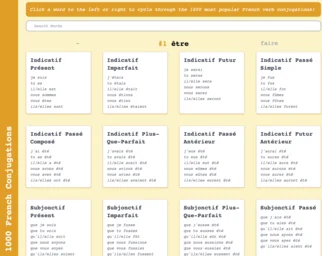 Click a word to the left or right to cycle through the 1000 most popular French verb conjugations!
Search Verbs
#1 être
faire
1000 French Conjugations
Indicatif Présent
je suis
tu es
il/elle est
nous sommes
vous êtes
ils/elles sont
Indicatif Imparfait
j'étais
tu étais
il/elle était
nous étions
vous étiez
ils/elles étaient
Indicatif Futur
je serai
tu seras
il/elle sera
nous serons
vous serez
ils/elles seront
Indicatif Passé Simple
je fus
tu fus
il/elle fut
nous fûmes
vous fûtes
ils/elles furent
Indicatif Passé Composé
j'ai été
tu as été
il/elle a été
nous avons été
vous avez été
ils/elles ont été
Indicatif Plus-Que-Parfait
j'avais été
tu avais été
il/elle avait été
nous avions été
vous aviez été
ils/elles avaient été
Indicatif Passé Antérieur
j'eus été
tu eus été
il/elle eut été
nous eûmes été
vous eûtes été
ils/elles eurent été
Indicatif Futur Antérieur
j'aurai été
tu auras été
il/elle aura été
nous aurons été
vous aurez été
ils/elles auront été
Subjonctif Présent
que je sois
que tu sois
qu'il/elle soit
que nous soyons
que vous soyez
qu'ils/elles soient
Subjonctif Imparfait
que je fusse
que tu fusses
qu'il/elle fût
que nous fussions
que vous fussiez
qu'ils/elles fussent
Subjonctif Plus-Que-Parfait
que j'eusse été
que tu eusses été
qu'il/elle eût été
que nous eussions été
que vous eussiez été
qu'ils/elles eussent été
Subjonctif Passé
que j'aie été
que tu aies été
qu'il/elle ait été
que nous ayons été
que vous ayez été
qu'ils/elles aient été